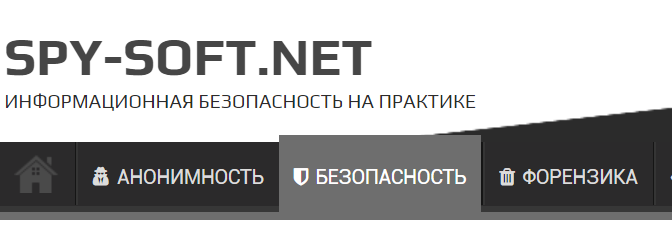 SPY-SOFT.NET
ИНФОРМАЦИОННАЯ БЕЗОПАСНОСТЬ НА ПРАКТИКЕ
АНОНИМНОСТЬ БЕЗОПАСНОСТЬ ФОРЕНЗИКА